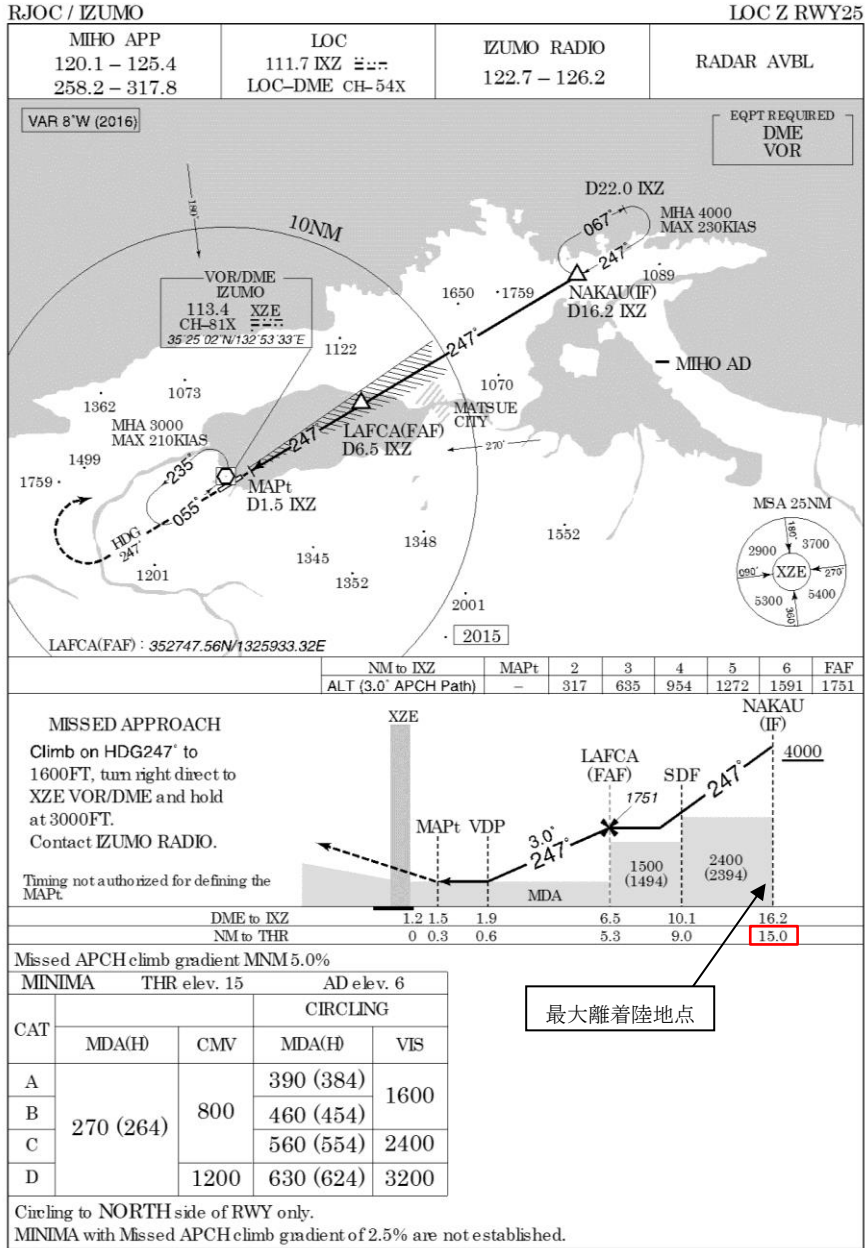 RJOC / IZUMO
LOC Z RWY25
MIHO APP
120.1 – 125.4
258.2 – 317.8
LOC
111.7 IXZ
LOC–DME CH–54X
IZUMO RADIO
122.7 – 126.2
RADAR AVBL
VAR 8°W (2016)
EQPT REQUIRED
DME
VOR
180°
10NM
D22.0 IXZ
067°
MHA 4000
MAX 230KIAS
247°
1089
NAKAU(IF)
D16.2 IXZ
VOR/DME
IZUMO
113.4 XZE
CH–81X
35°25'02"N/132°53'33"E
1650
1759
1122
247°
MIHO AD
1073
1070
1362
MATSUE
CITY
MHA 3000
MAX 210KIAS
LAFCA(FAF)
D6.5 IXZ
247°
270°
235°
1499
1759
MAPt
D1.5 IXZ
055°
HDG
247°
MSA 25NM
1552
1348
1345
1352
1201
180°
2900
3700
090°
XZE
270°
5300
5400
360°
2001
2015
LAFCA(FAF) : 352747.56N/1325933.32E
NM to IXZ MAPt 2 3 4 5 6 FAF
ALT (3.0° APCH Path) – 317 635 954 1272 1591 1751
MISSED APPROACH
Climb on HDG247° to
1600FT, turn right direct to
XZE VOR/DME and hold
at 3000FT.
Contact IZUMO RADIO.
Timing not authorized for defining the
MAPt.
XZE
NAKAU
(IF)
4000
LAFCA
(FAF)
SDF
247°
1751
MAPt VDP
3.0°
247°
1500
(1494)
2400
(2394)
MDA
DME to IXZ 1.2 1.5 1.9 6.5 10.1 16.2
NM to THR 0 0.3 0.6 5.3 9.0 15.0
Missed APCH climb gradient MNM 5.0%
MINIMA THR elev. 15 AD elev. 6
CAT
CIRCLING
MDA(H) CMV MDA(H) VIS
A 270 (264) 800 390 (384) 1600
B 460 (454)
C 560 (554) 2400
D 1200 630 (624) 3200
最大離着陸地点
Circling to NORTH side of RWY only.
MINIMA with Missed APCH climb gradient of 2.5% are not established.